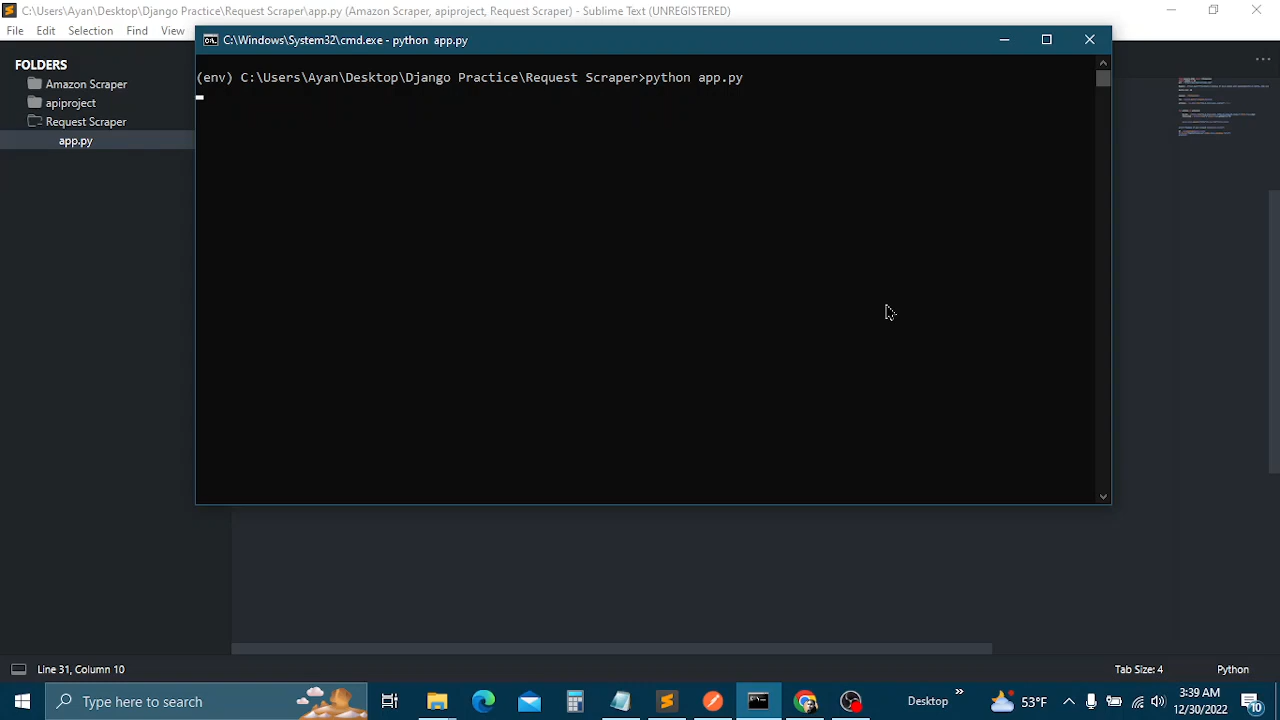 C:\Users\Ayan\Desktop\Django Practice\Request Scraper\app.py (Amazon Scraper, apiproject, Request Scraper) - Sublime Text (UNREGISTERED)
File Edit Selection Find View
C:\Windows\System32\cmd.exe - python app.py
(env) C:\Users\Ayan\Desktop\Django Practice\Request Scraper>python app.py
FOLDERS
Amazon Scraper
apiproject
Request Scraper
app.py
Line 31, Column 10
Tab Size: 4
Python
Type here to search
Desktop
53°F
3:39 AM
12/30/2022
10